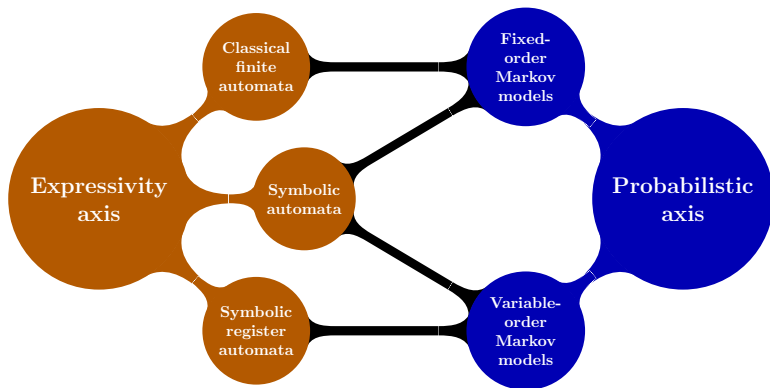 Classical
finite
automata
Fixed-
order
Markov
models
Expressivity
axis
Symbolic
automata
Probabilistic
axis
Symbolic
register
automata
Variable-
order
Markov
models